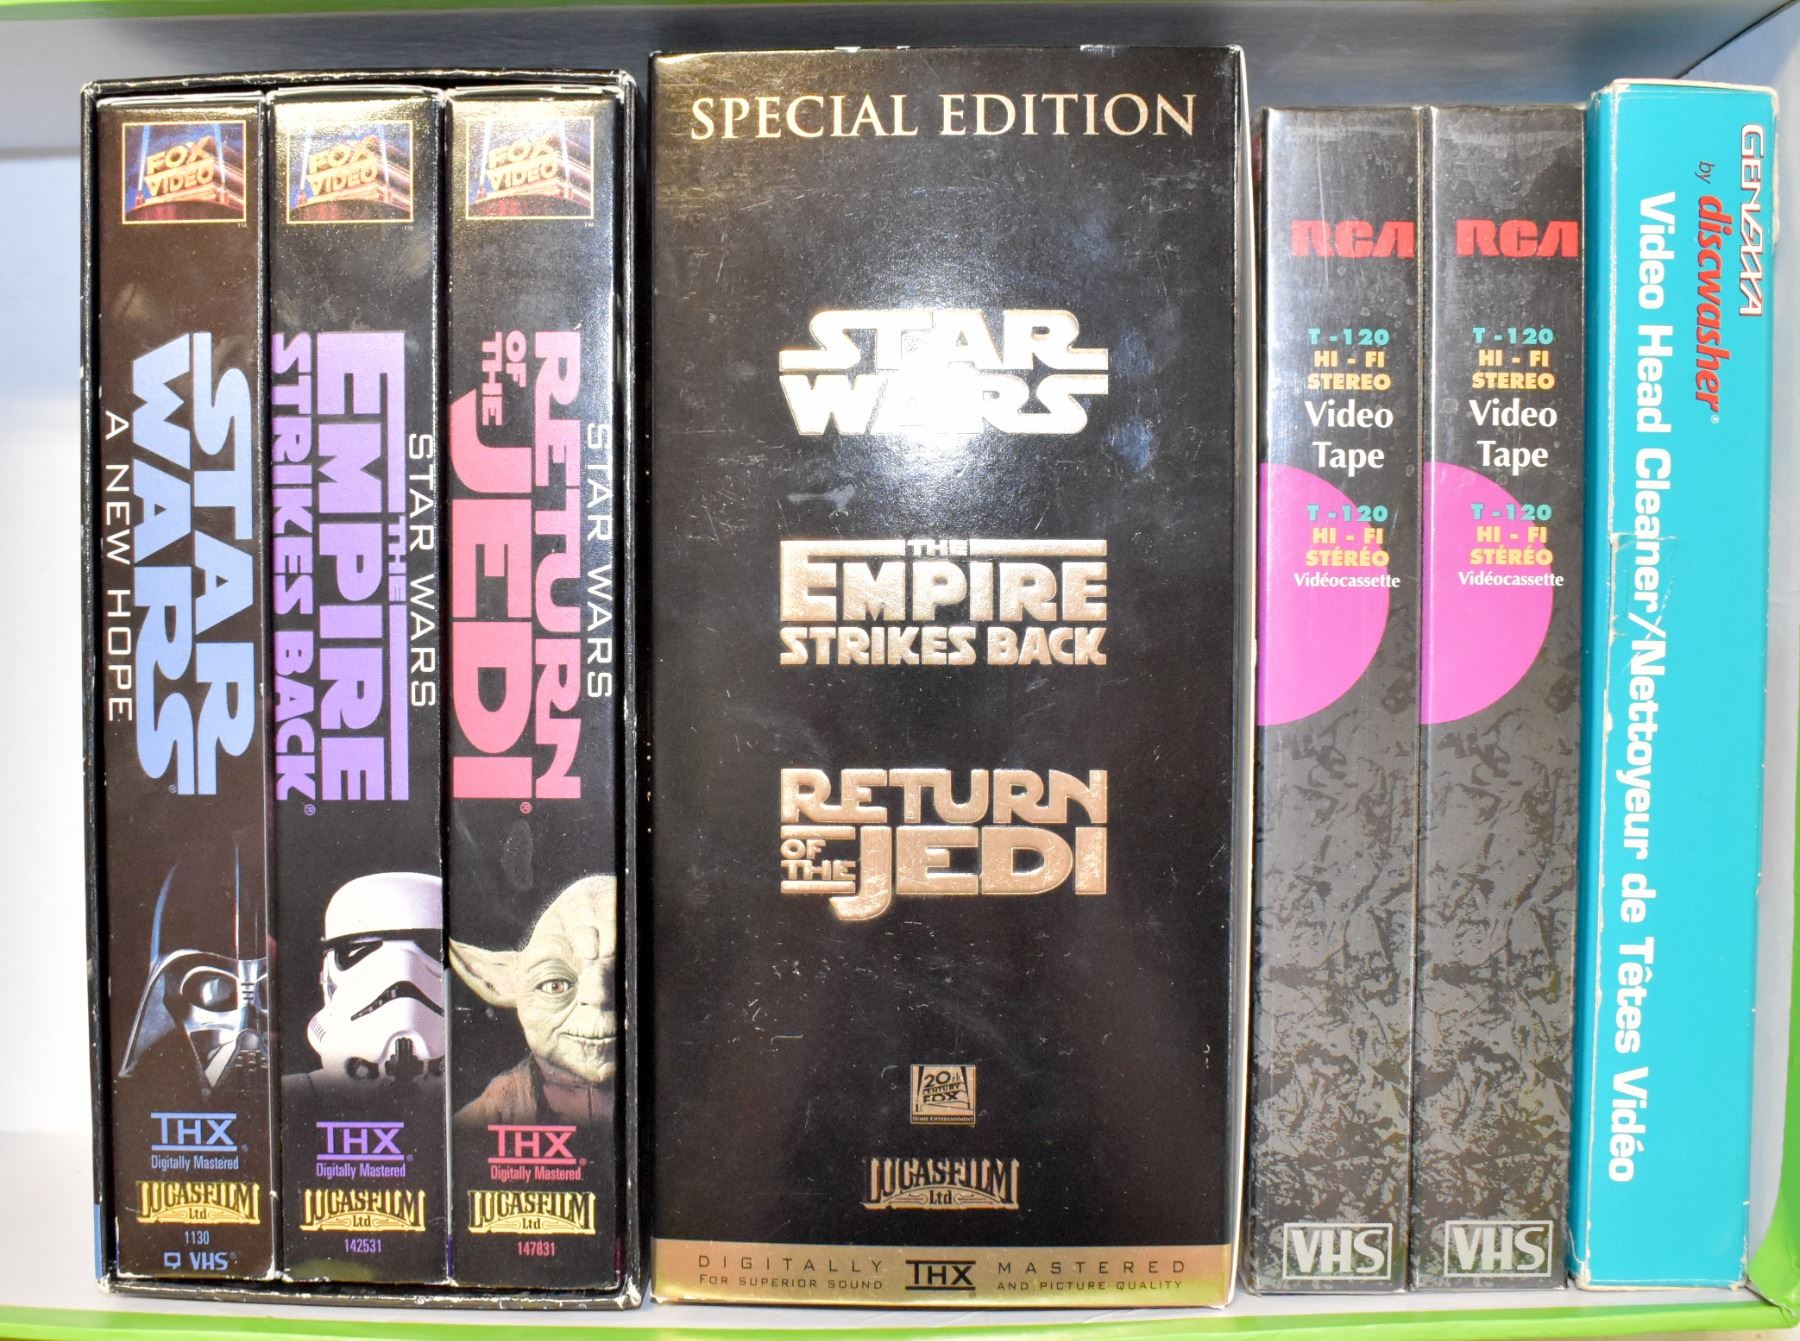 FOX
VIDEO
STAR
WARS
A NEW HOPE
THX
Digitally Mastered
LUCASFILM
Ltd
1130
VHS
FOX
VIDEO
STAR WARS
THE
EMPIRE
STRIKES BACK
THX
Digitally Mastered
LUCASFILM
Ltd
142531
FOX
VIDEO
STAR WARS
RETURN
OF THE
JEDI
THX
Digitally Mastered
LUCASFILM
Ltd
147831
SPECIAL EDITION
STAR
WARS
THE
EMPIRE
STRIKES BACK
RETURN
OF THE JEDI
20th
CENTURY
FOX
HOME ENTERTAINMENT
LUCASFILM
Ltd
DIGITALLY THX MASTERED
FOR SUPERIOR SOUND AND PICTURE QUALITY
RCA
T-120
HI-FI
STEREO
Video
Tape
T-120
HI-FI
STÉRÉO
Vidéocassette
VHS
RCA
T-120
HI-FI
STEREO
Video
Tape
T-120
HI-FI
STÉRÉO
Vidéocassette
VHS
GEMINI
by discwasher®
Video Head Cleaner/Nettoyeur de Têtes Vidéo